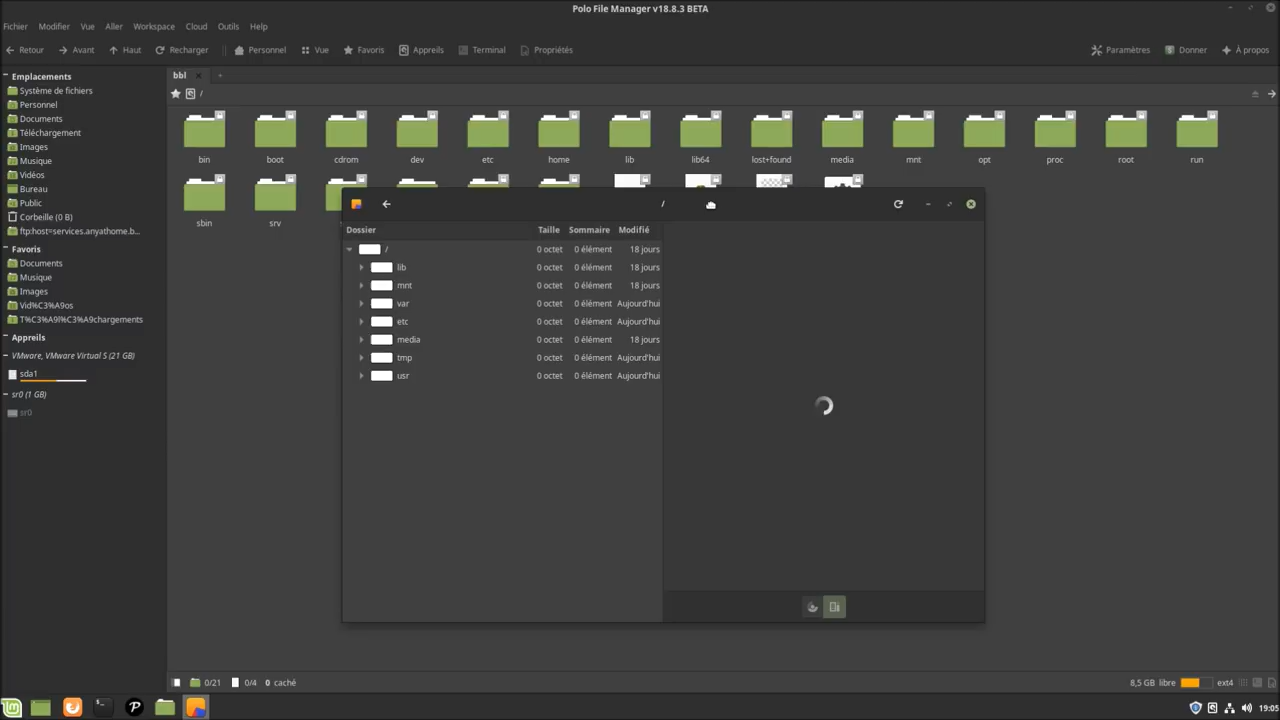 Polo File Manager v18.8.3 BETA
Fichier Modifier Vue Aller Workspace Cloud Outils Help
Retour Avant Haut Recharger Personnel Vue Favoris Appareils Terminal Propriétés Paramètres Donner À propos
Emplacements
Système de fichiers
Personnel
Documents
Téléchargement
Images
Musique
Vidéos
Bureau
Public
Corbeille (0 B)
ftp:host=services.anyathome.b...
Favoris
Documents
Musique
Images
Vid%C3%A9os
T%C3%A9l%C3%A9chargements
Appareils
VMware, VMware Virtual S (21 GB)
sda1
sr0 (1 GB)
sr0
bbl
/
bin boot cdrom dev etc home lib lib64 lost+found media mnt opt proc root run
sbin srv
/
Dossier Taille Sommaire Modifié
/ 0 octet 0 élément 18 jours
lib 0 octet 0 élément 18 jours
mnt 0 octet 0 élément 18 jours
var 0 octet 0 élément Aujourd'hui
etc 0 octet 0 élément Aujourd'hui
media 0 octet 0 élément 18 jours
tmp 0 octet 0 élément Aujourd'hui
usr 0 octet 0 élément Aujourd'hui
0/21 0/4 0 caché 8,5 GB libre ext4
19:05